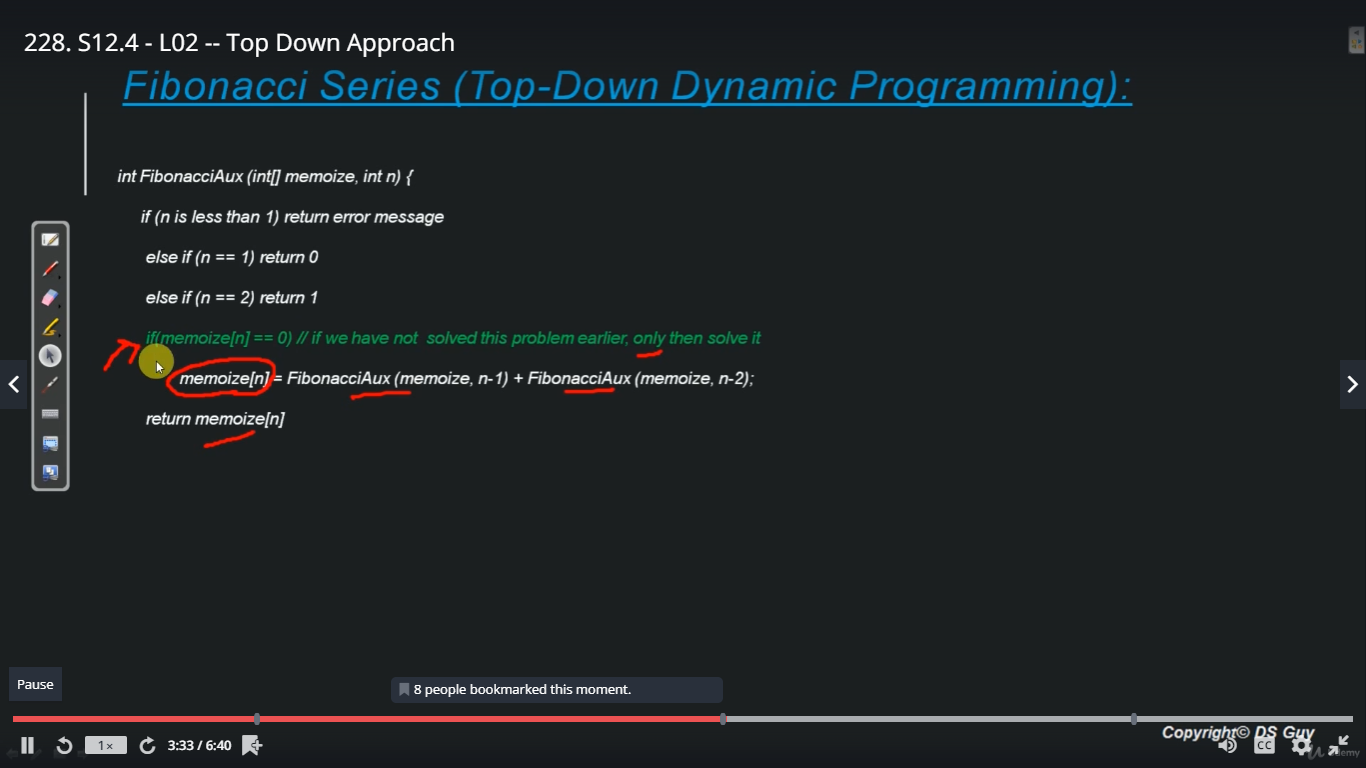 228. S12.4 - L02 -- Top Down Approach
Fibonacci Series (Top-Down Dynamic Programming):
int FibonacciAux (int[] memoize, int n) {
if (n is less than 1) return error message
else if (n == 1) return 0
else if (n == 2) return 1
if(memoize[n] == 0) // if we have not solved this problem earlier, only then solve it
memoize[n] = FibonacciAux (memoize, n-1) + FibonacciAux (memoize, n-2);
return memoize[n]
Pause
8 people bookmarked this moment.
Copyright© DS Guy
1×
3:33 / 6:40
CC